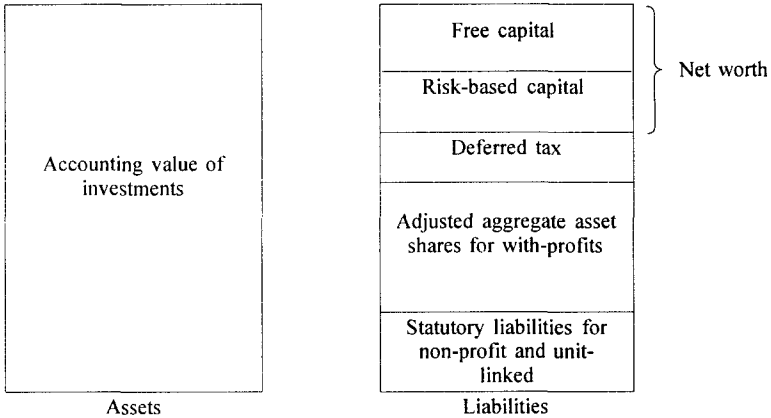 Free capital
Net worth
Risk-based capital
Deferred tax
Accounting value of
investments
Adjusted aggregate asset
shares for with-profits
Statutory liabilities for
non-profit and unit-
linked
Assets
Liabilities